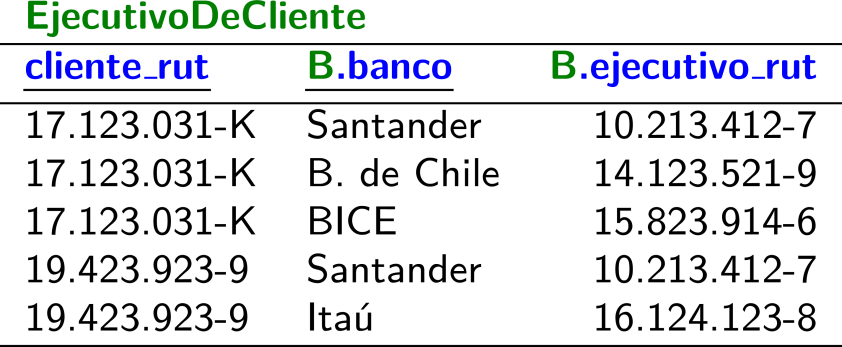 EjecutivoDeCliente
cliente_rut B.banco B.ejecutivo_rut
17.123.031-K Santander 10.213.412-7
17.123.031-K B. de Chile 14.123.521-9
17.123.031-K BICE 15.823.914-6
19.423.923-9 Santander 10.213.412-7
19.423.923-9 Itaú 16.124.123-8